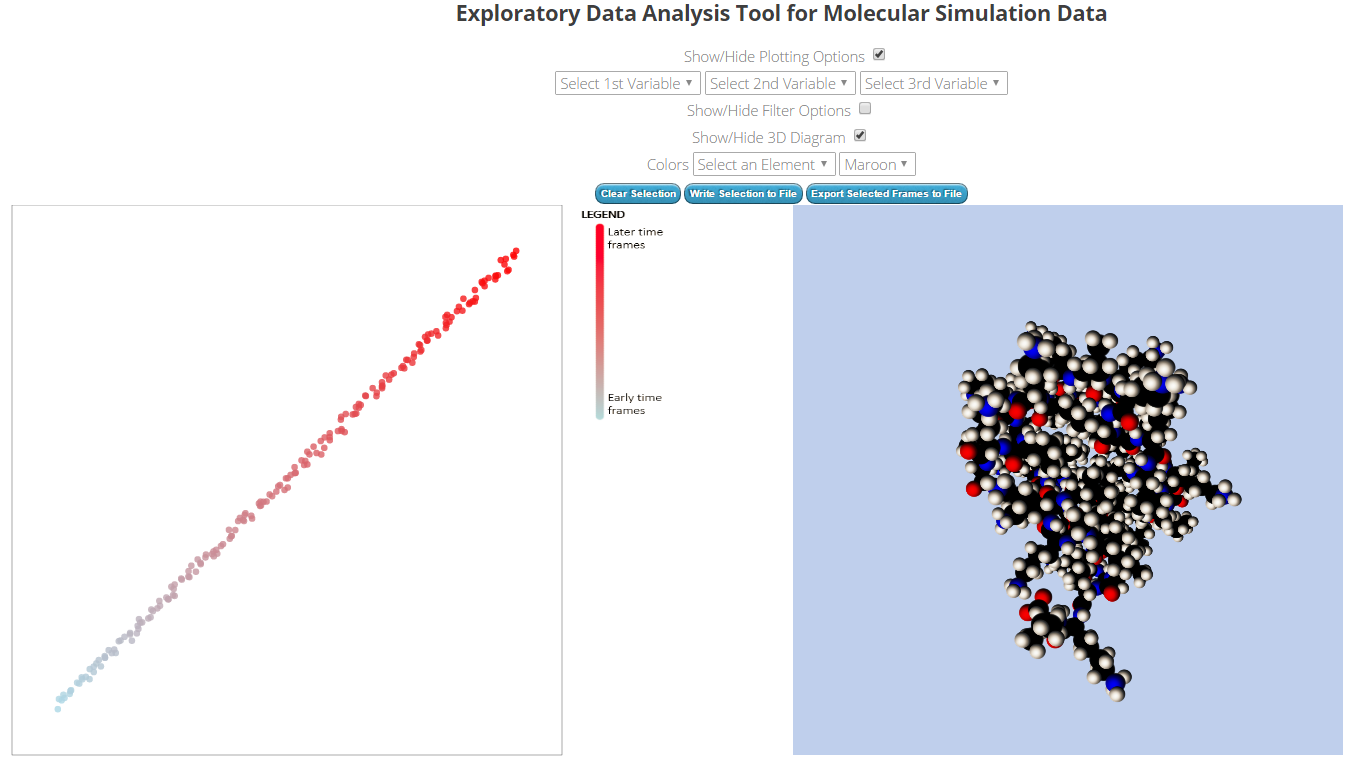 Exploratory Data Analysis Tool for Molecular Simulation Data
Show/Hide Plotting Options
Select 1st Variable Select 2nd Variable Select 3rd Variable
Show/Hide Filter Options
Show/Hide 3D Diagram
Colors Select an Element Maroon
Clear Selection Write Selection to File Export Selected Frames to File
LEGEND
Later time
frames
Early time
frames